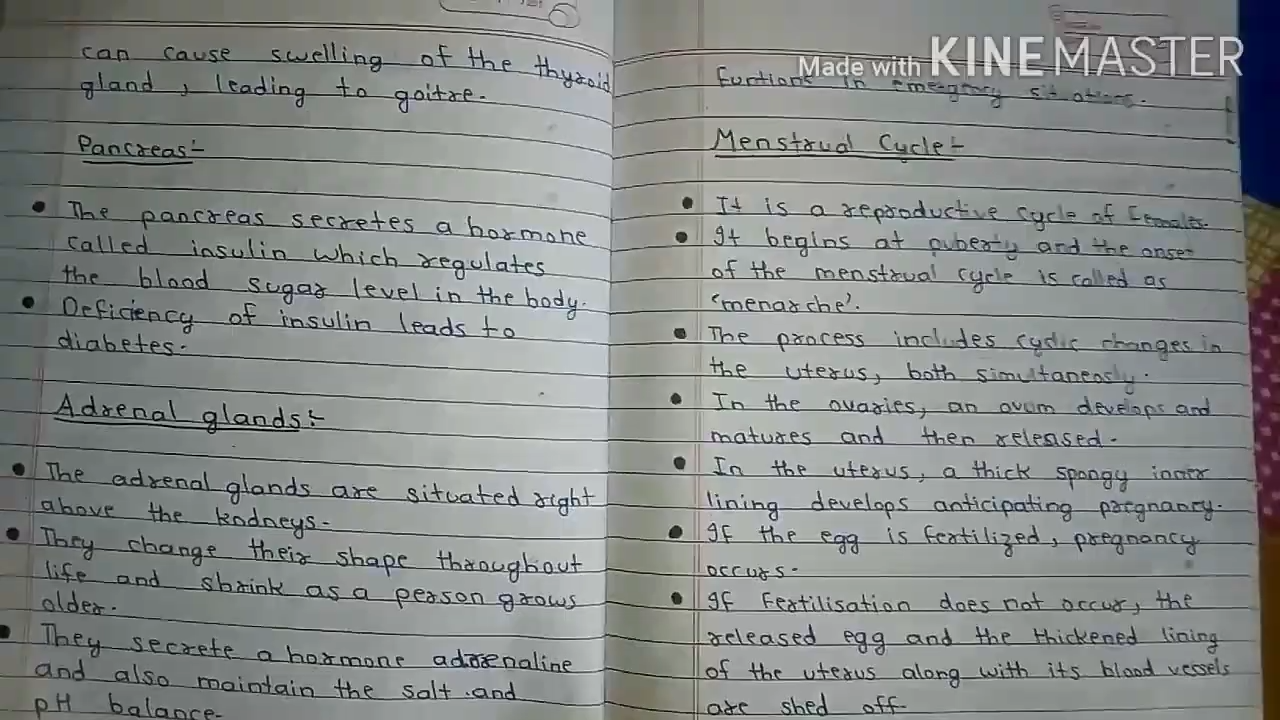 can cause swelling of the thyroid
gland, leading to goitre.
Pancreas:-
• The pancreas secretes a hormone
called insulin which regulates
the blood sugar level in the body.
• Deficiency of insulin leads to
diabetes.
Adrenal glands:-
• The adrenal glands are situated right
above the kodneys.
• They change their shape throughout
life and shrink as a person grows
older.
• They secrete a hormone adrenaline
and also maintain the salt and
pH balance.
Made with KINEMASTER
Functions in emergency situations.
Menstrual Cycle:-
• It is a reproductive cycle of Females.
• It begins at puberty and the onset
of the menstrual cycle is called as
'menarche'.
• The process includes cyclic changes in
the uterus, both simultaneosly.
• In the ovaries, an ovum develops and
matures and then released.
• In the uterus, a thick spongy inner
lining develops anticipating pregnancy.
• If the egg is fertilized, pregnancy
occurs.
• If Fertilisation does not occur, the
released egg and the thickened lining
of the uterus along with its blood vessels
are shed off.